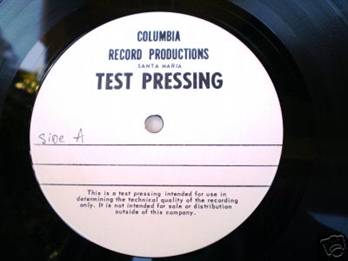 COLUMBIA
RECORD PRODUCTIONS
SANTA MARIA
TEST PRESSING
Side A
This is a test pressing intended for use in
determining the technical quality of the recording
only. It is not intended for sale or distribution
outside of this company.